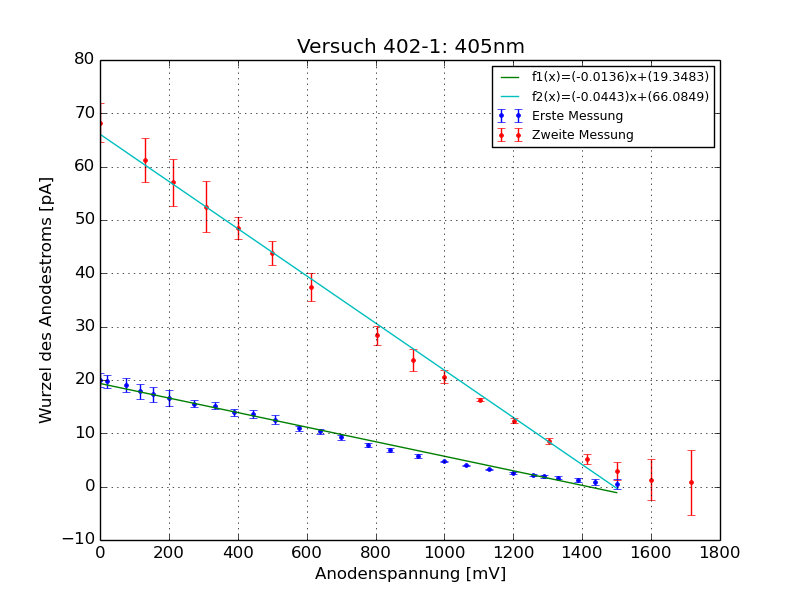 Versuch 402-1: 405nm
f1(x)=(-0.0136)x+(19.3483)
f2(x)=(-0.0443)x+(66.0849)
Erste Messung
Zweite Messung
Wurzel des Anodestroms [pA]
80
70
60
50
40
30
20
10
0
−10
0 200 400 600 800 1000 1200 1400 1600 1800
Anodenspannung [mV]